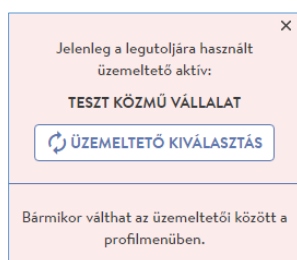 Jelenleg a legutoljára használt
üzemeltető aktív:
TESZT KÖZMŰ VÁLLALAT
ÜZEMELTETŐ KIVÁLASZTÁS
Bármikor válthat az üzemeltetői között a
profilmenüben.